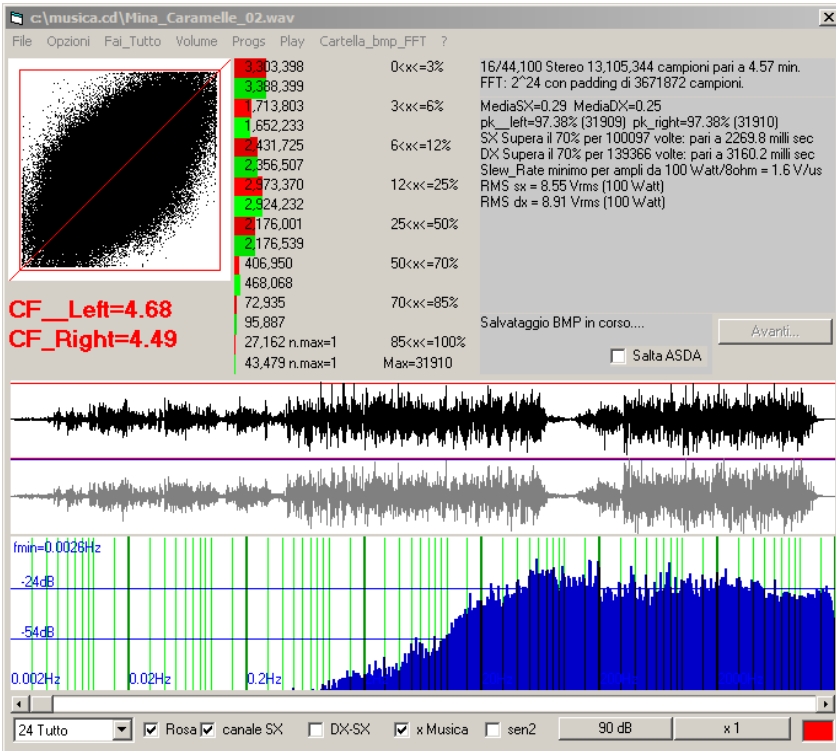 c:\musica.cd\Mina_Caramelle_02.wav
File Opzioni Fai_Tutto Volume Progs Play Cartella_bmp_FFT ?
3,303,398 0<x<=3%
3,388,399
1,713,803 3<x<=6%
1,652,233
2,431,725 6<x<=12%
2,356,507
2,973,370 12<x<=25%
2,924,232
2,176,001 25<x<=50%
2,176,539
406,950 50<x<=70%
468,068
72,935 70<x<=85%
95,887
27,162 n.max=1 85<x<=100%
43,479 n.max=1 Max=31910
CF__Left=4.68
CF_Right=4.49
16/44,100 Stereo 13,105,344 campioni pari a 4.57 min.
FFT: 2^24 con padding di 3671872 campioni.
MediaSX=0.29 MediaDX=0.25
pk__left=97.38% (31909) pk_right=97.38% (31910)
SX Supera il 70% per 100097 volte: pari a 2269.8 milli sec
DX Supera il 70% per 139366 volte: pari a 3160.2 milli sec
Slew_Rate minimo per ampli da 100 Watt/8ohm = 1.6 V/us
RMS sx = 8.55 Vrms (100 Watt)
RMS dx = 8.91 Vrms (100 Watt)
Salvataggio BMP in corso....
Avanti...
Salta ASDA
fmin=0.0026Hz
-24dB
-54dB
0.002Hz 0.02Hz 0.2Hz
24 Tutto Rosa canale SX DX-SX x Musica sen2 90 dB x 1